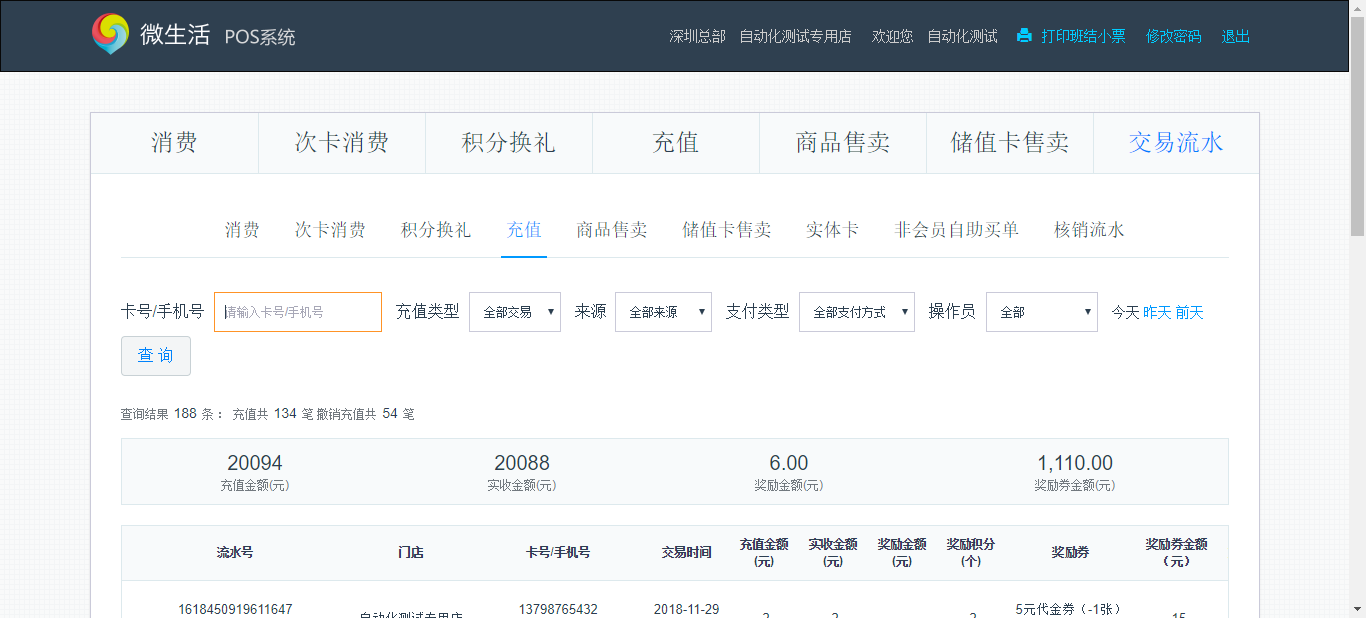 微生活 POS系统 深圳总部 自动化测试专用店 欢迎您 自动化测试 打印班结小票 修改密码 退出
消费 次卡消费 积分换礼 充值 商品售卖 储值卡售卖 交易流水
消费 次卡消费 积分换礼 充值 商品售卖 储值卡售卖 实体卡 非会员自助买单 核销流水
卡号/手机号 请输入卡号/手机号 充值类型 全部交易 来源 全部来源 支付类型 全部支付方式 操作员 全部 今天 昨天 前天
查 询
查询结果 188 条： 充值共 134 笔 撤销充值共 54 笔
20094 20088 6.00 1,110.00
充值金额(元) 实收金额(元) 奖励金额(元) 奖励券金额(元)
流水号 门店 卡号/手机号 交易时间 充值金额(元) 实收金额(元) 奖励金额(元) 奖励积分(个) 奖励券 奖励券金额（元）
1618450919611647 自动化测试专用店 13798765432 2018-11-29 5元代金券（-1张） 15